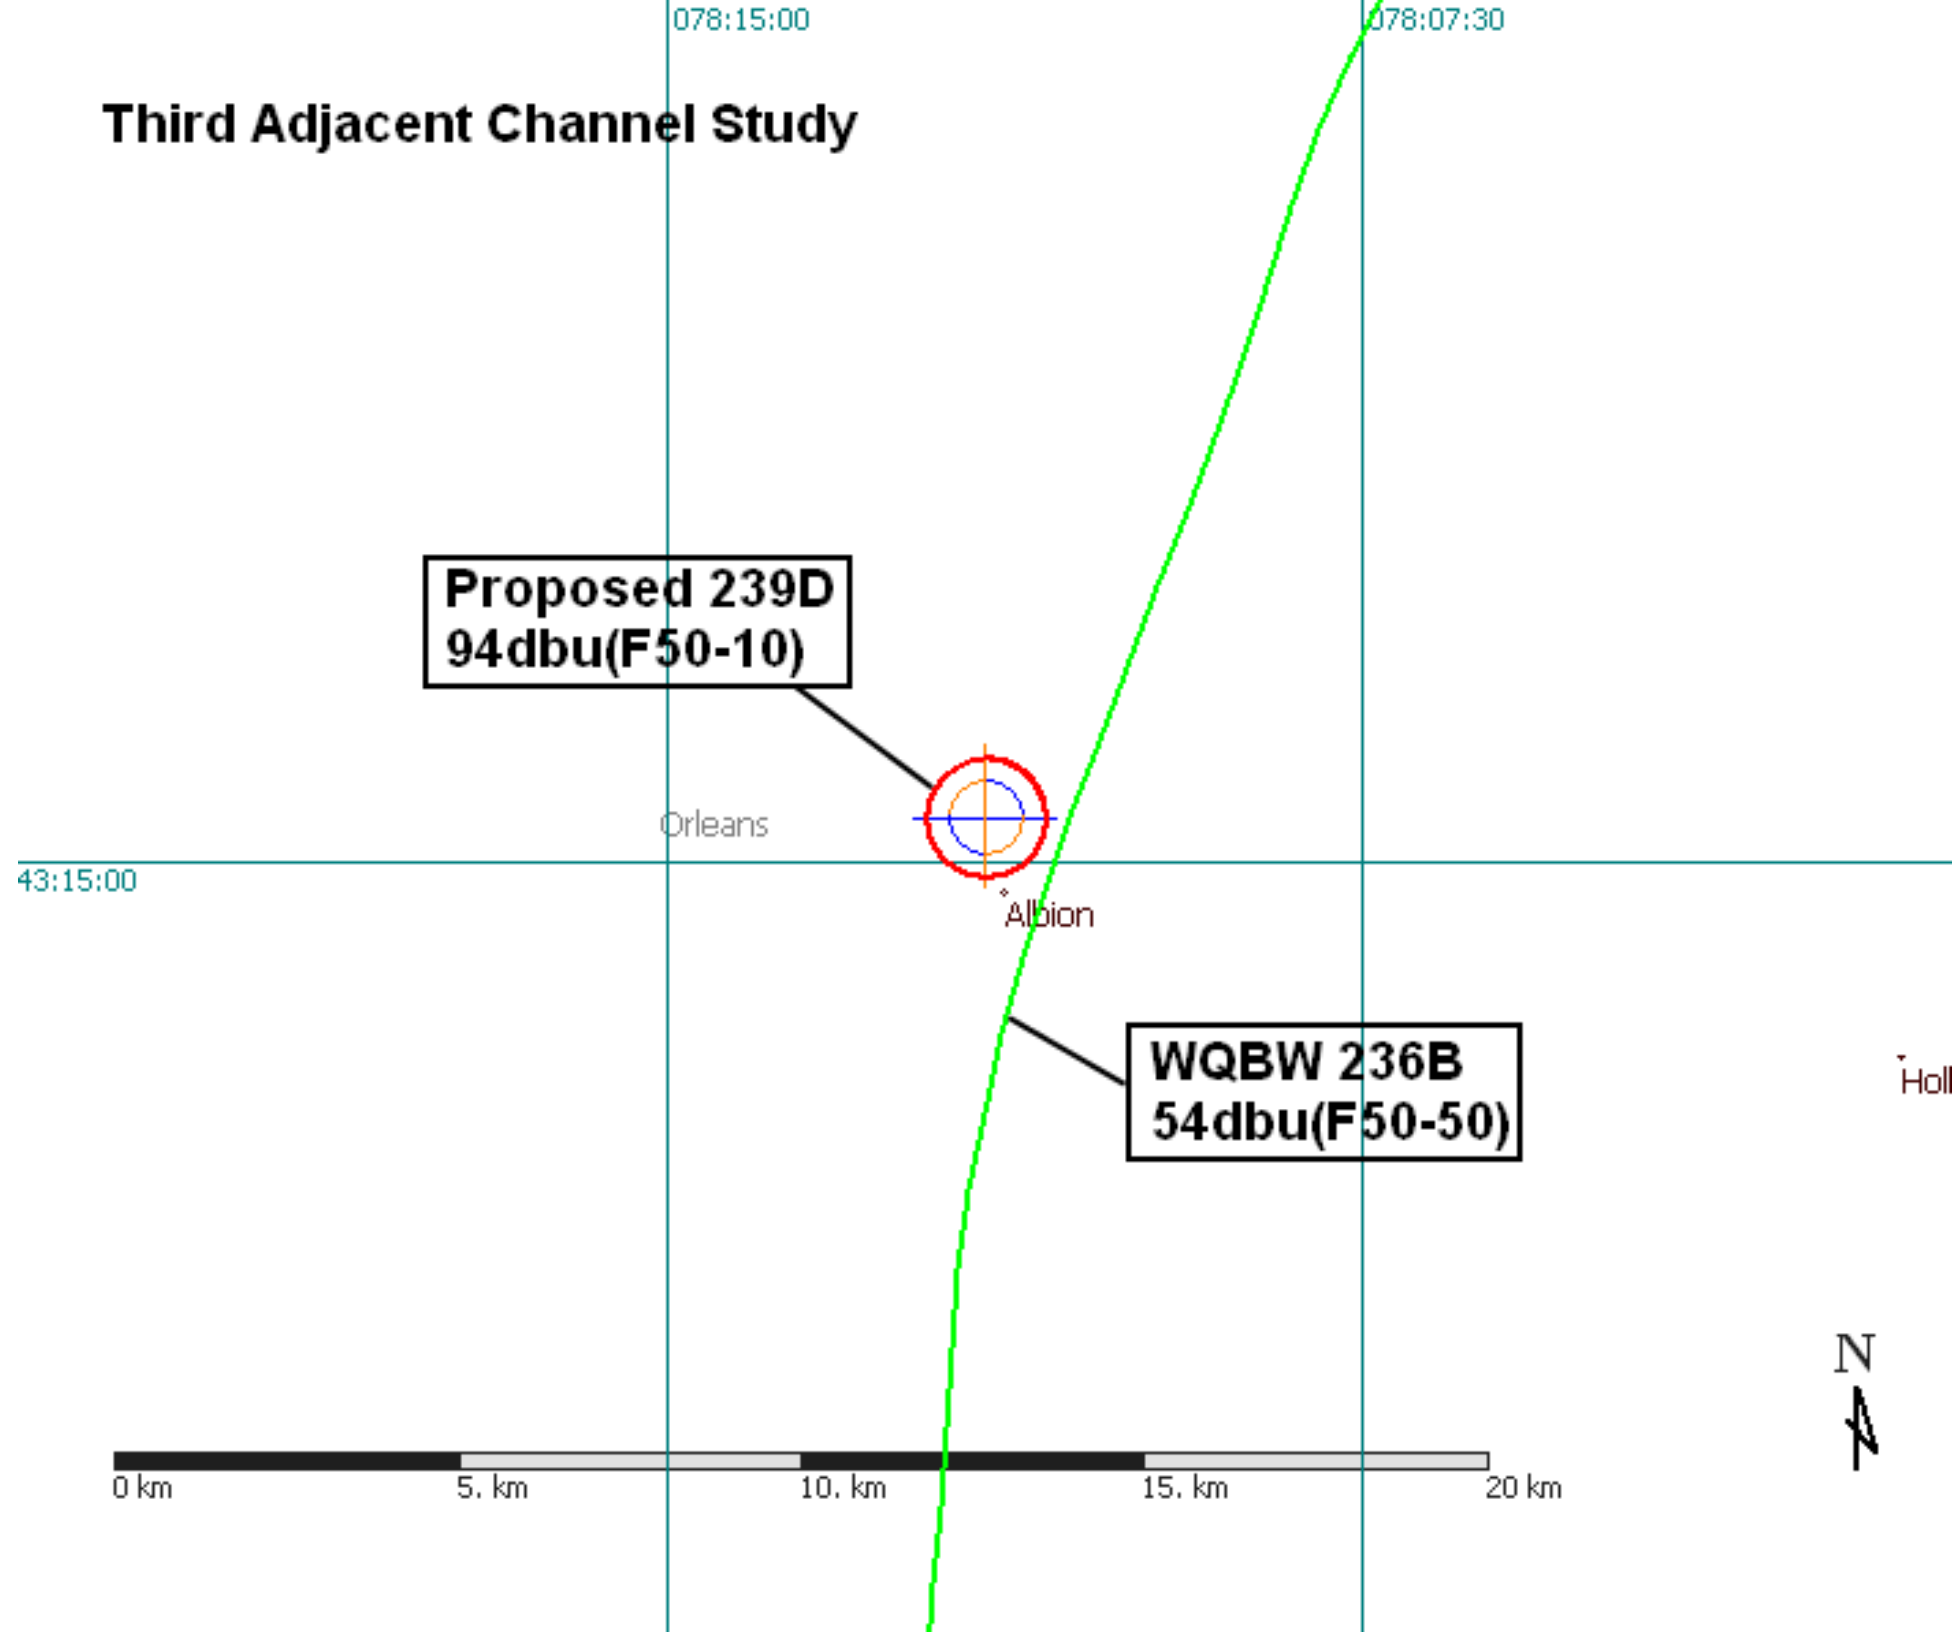 078:15:00
078:07:30
Third Adjacent Channel Study
Proposed 239D
94dbu(F50-10)
Orleans
43:15:00
Albion
WQBW 236B
54dbu(F50-50)
Holl
N
0 km
5. km
10. km
15. km
20 km